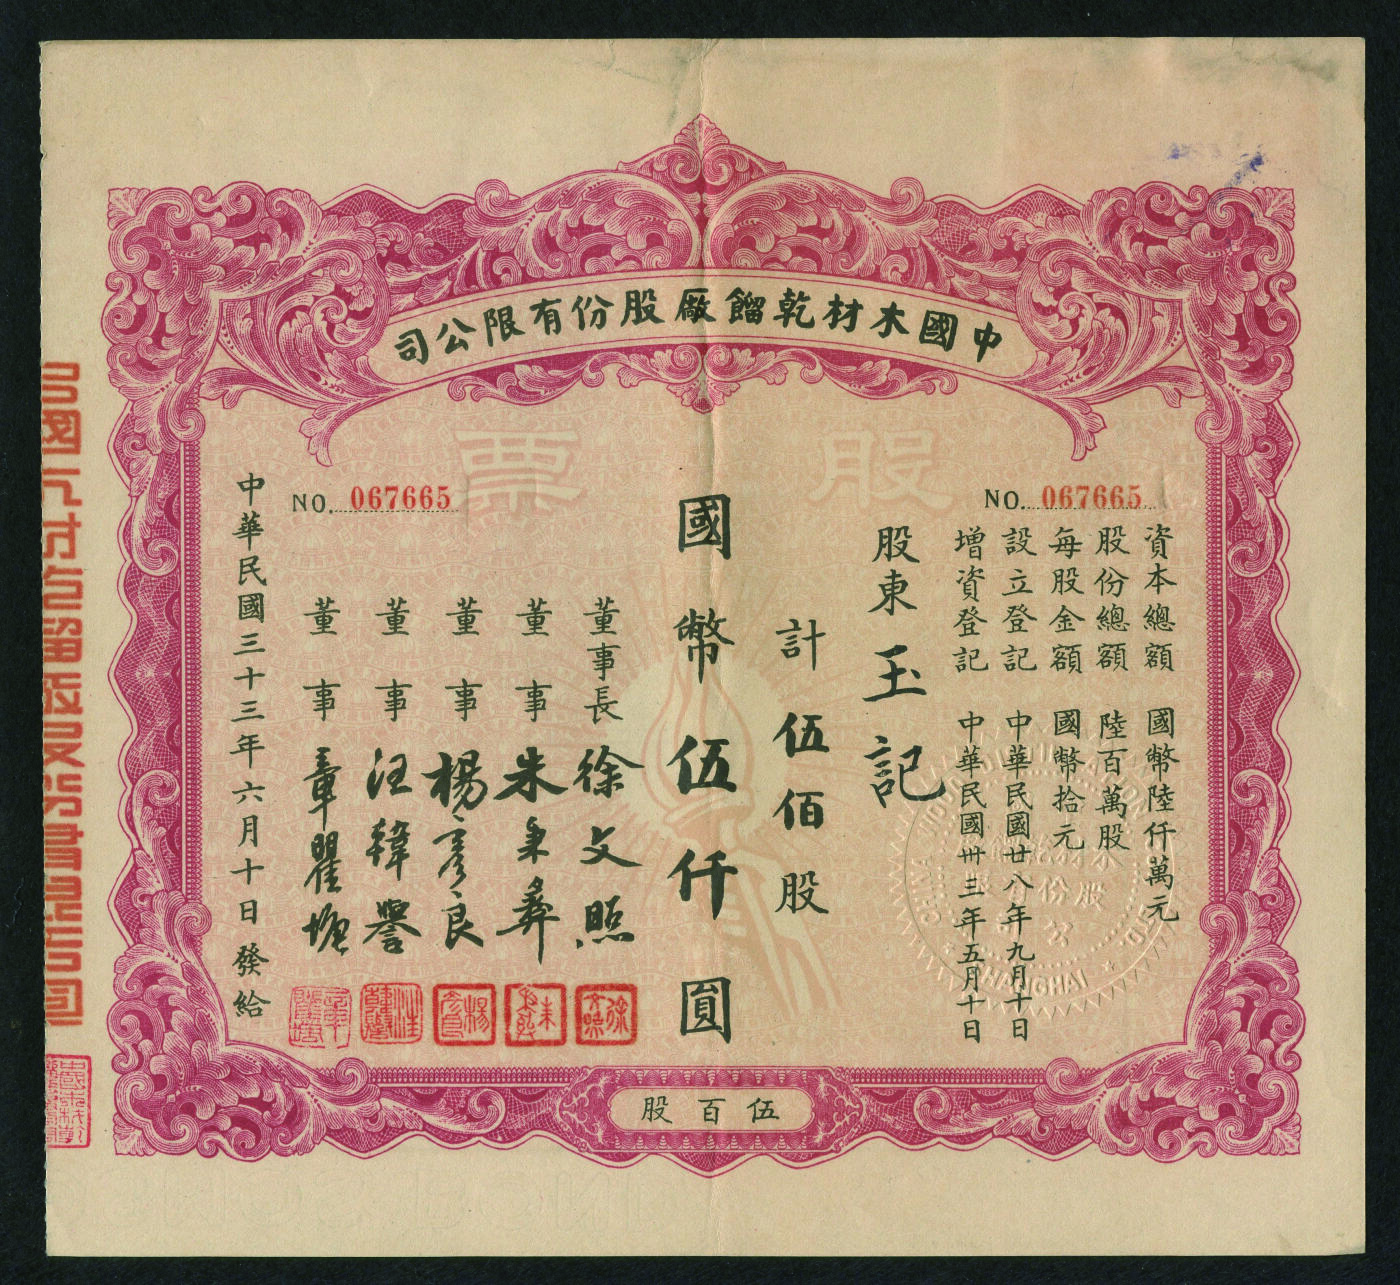 中國木材乾餾廠股份有限公司
股票
NO. 067665
NO. 067665
資本總額 國幣陸仟萬元
股份總額 陸百萬股
每股金額 國幣拾元
設立登記 中華民國廿八年九月十日
增資登記 中華民國卅三年五月十日
股東 玉記
計 伍佰股
國幣伍仟圓
董事長 徐文照
董事 朱秉彝
董事 楊彥良
董事 汪韓譽
董事 章瞿塘
中華民國三十三年六月十日發給
伍百股
SHANGHAI